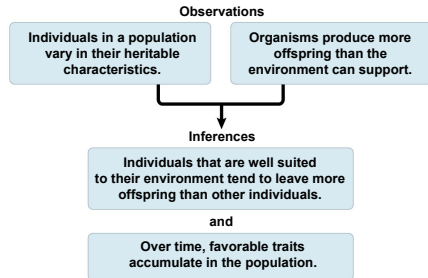 Observations
Individuals in a population
vary in their heritable
characteristics.
Organisms produce more
offspring than the
environment can support.
Inferences
Individuals that are well suited
to their environment tend to leave more
offspring than other individuals.
and
Over time, favorable traits
accumulate in the population.